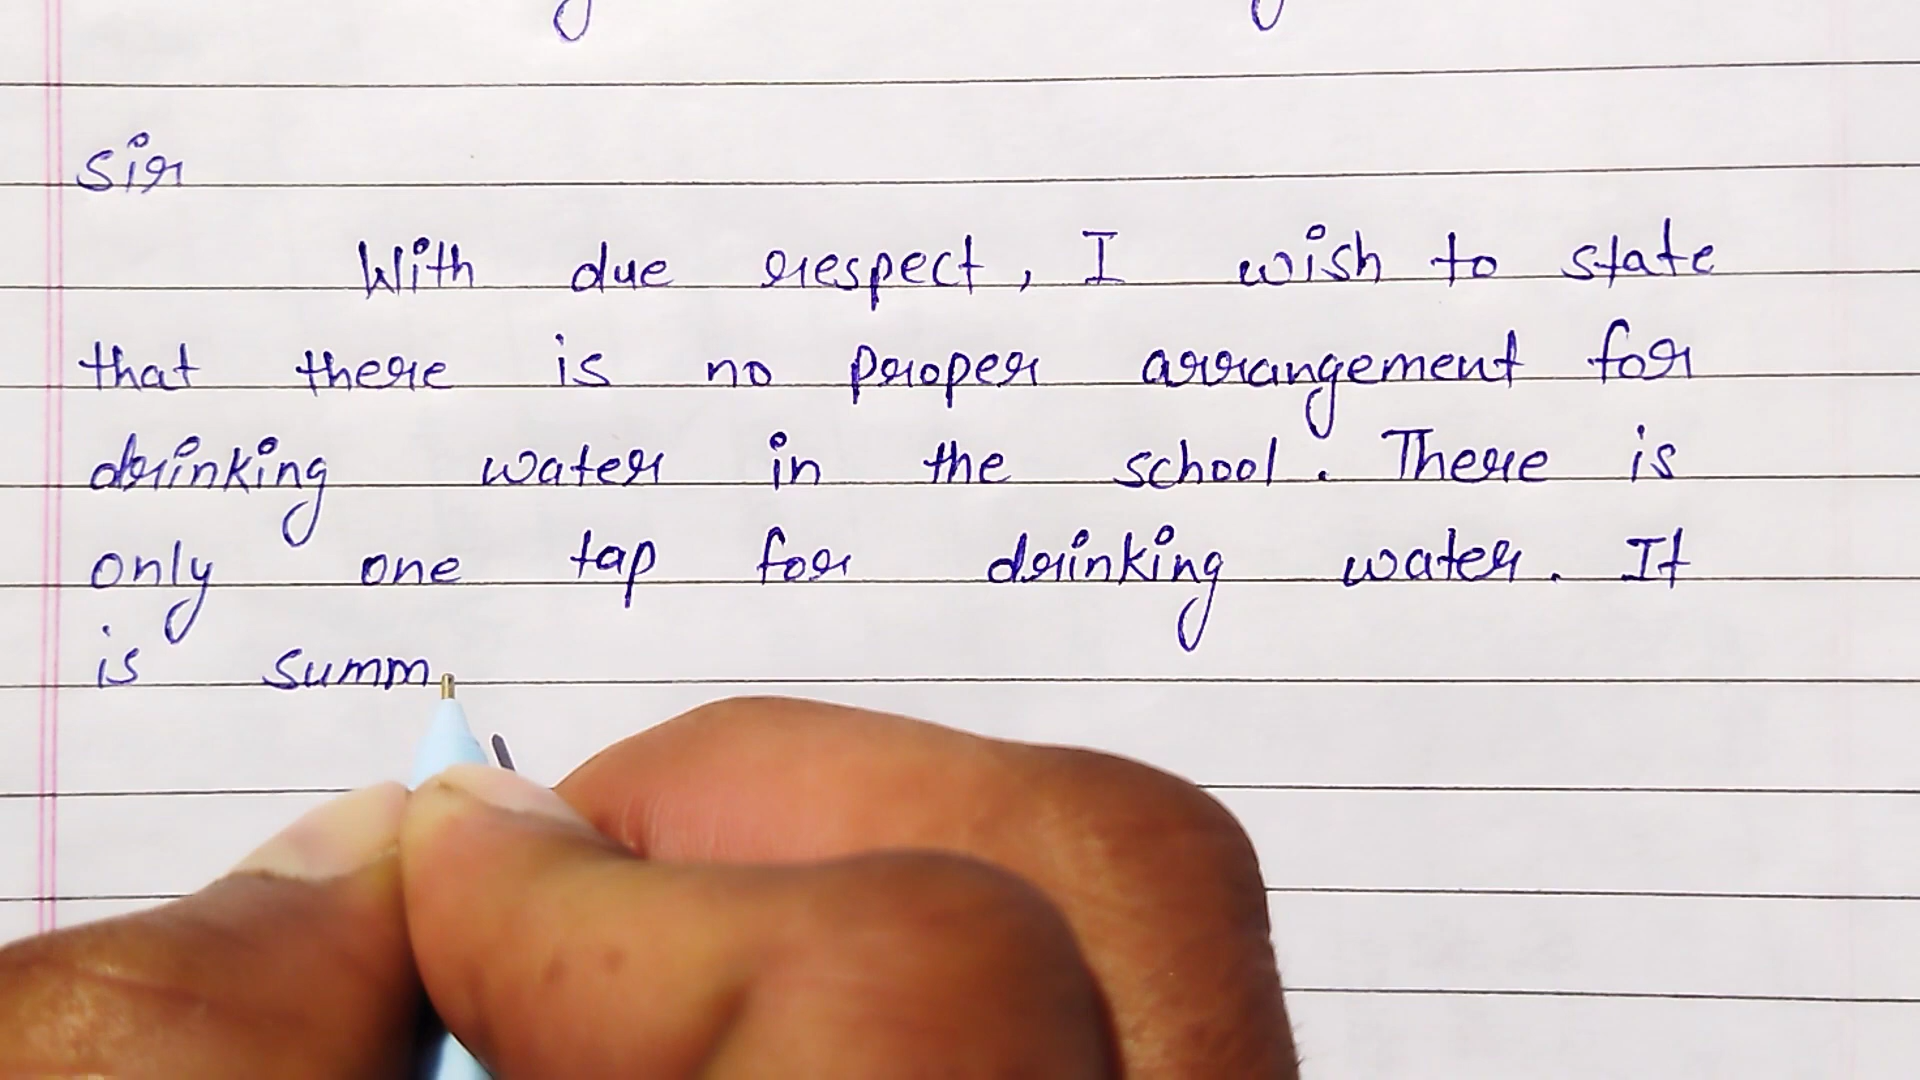 Sir
With due respect, I wish to state
that there is no proper arrangement for
drinking water in the school. There is
only one tap for drinking water. It
is summ